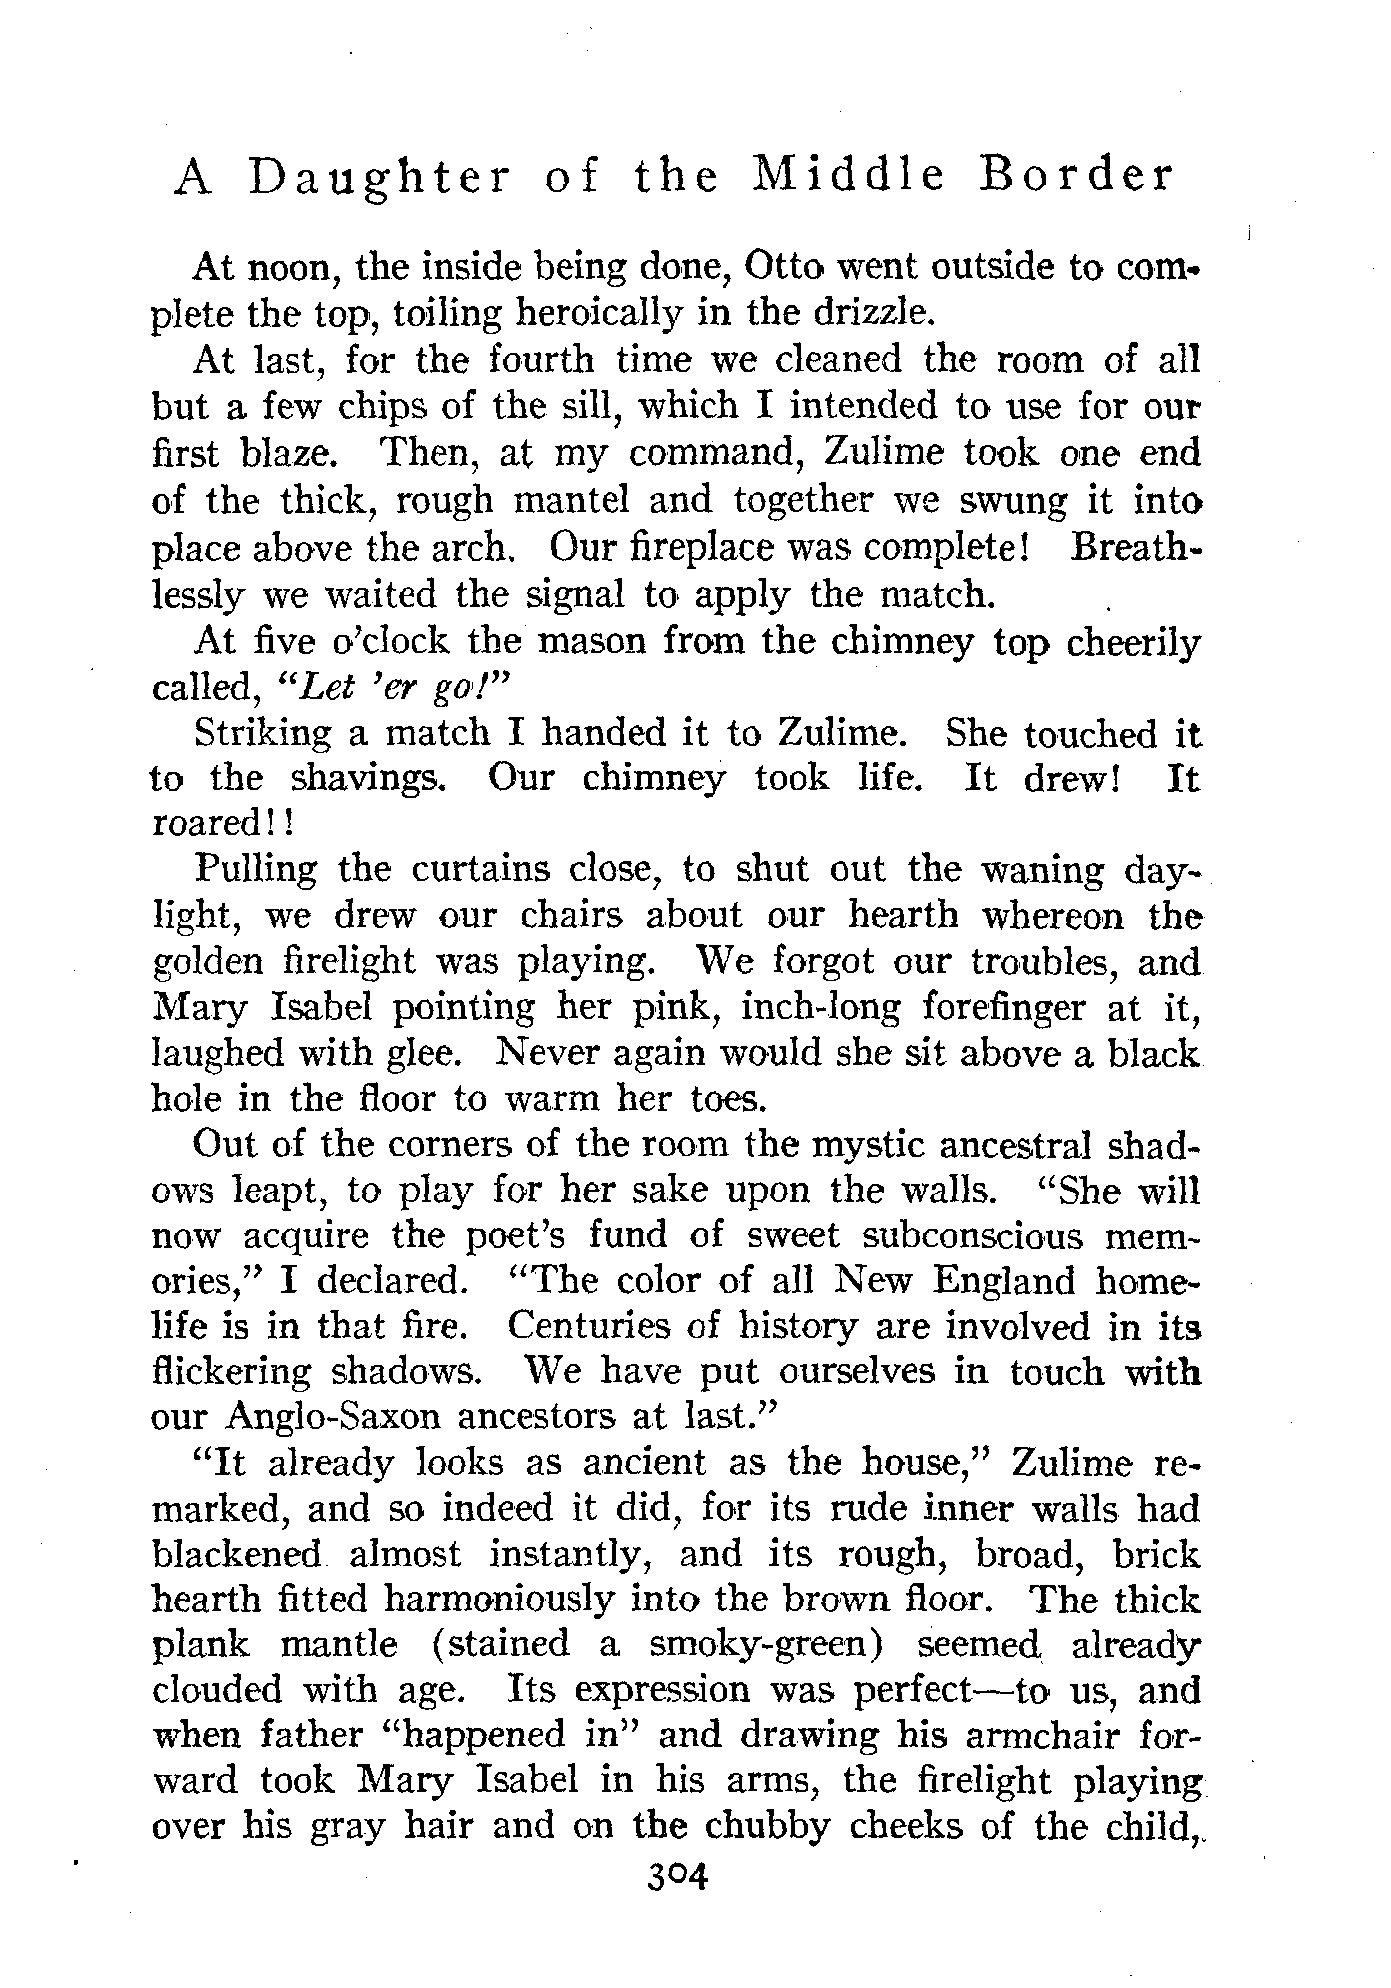 A Daughter of the Middle Border
At noon, the inside being done, Otto went outside to com-
plete the top, toiling heroically in the drizzle.
At last, for the fourth time we cleaned the room of all
but a few chips of the sill, which I intended to use for our
first blaze. Then, at my command, Zulime took one end
of the thick, rough mantel and together we swung it into
place above the arch. Our fireplace was complete! Breath-
lessly we waited the signal to apply the match.
At five o'clock the mason from the chimney top cheerily
called, “Let ’er go!”
Striking a match I handed it to Zulime. She touched it
to the shavings. Our chimney took life. It drew! It
roared!!
Pulling the curtains close, to shut out the waning day-
light, we drew our chairs about our hearth whereon the
golden firelight was playing. We forgot our troubles, and
Mary Isabel pointing her pink, inch-long forefinger at it,
laughed with glee. Never again would she sit above a black
hole in the floor to warm her toes.
Out of the corners of the room the mystic ancestral shad-
ows leapt, to play for her sake upon the walls. “She will
now acquire the poet’s fund of sweet subconscious mem-
ories,” I declared. “The color of all New England home-
life is in that fire. Centuries of history are involved in its
flickering shadows. We have put ourselves in touch with
our Anglo-Saxon ancestors at last.”
“It already looks as ancient as the house,” Zulime re-
marked, and so indeed it did, for its rude inner walls had
blackened almost instantly, and its rough, broad, brick
hearth fitted harmoniously into the brown floor. The thick
plank mantle (stained a smoky-green) seemed already
clouded with age. Its expression was perfect—to us, and
when father “happened in” and drawing his armchair for-
ward took Mary Isabel in his arms, the firelight playing
over his gray hair and on the chubby cheeks of the child,
304